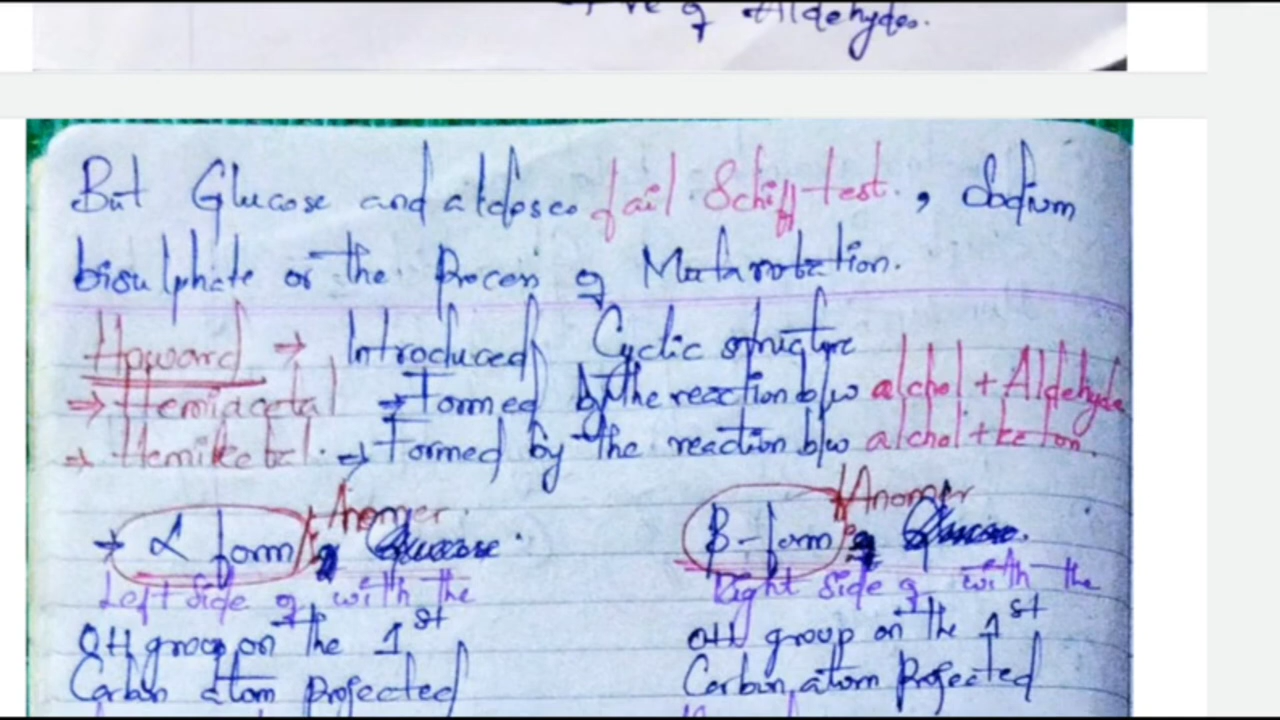 of Aldehydes.
But Glucose and aldoses fail Schiff test, Sodium
bisulphate or the Process of Mutarotation.
Howard → Introduced Cyclic structure
→ Hemiacetal → Formed by the reaction b/w alchol + Aldehyde
→ Hemiketal. → Formed by the reaction b/w alchol + keton.
→ α form / Anomer of Glucose.
Left side of with the
OH group on the 1st
Carbon atom projected
β-form / Anomer of Glucose.
Right side of with the
OH group on the 1st
Carbon atom Projected